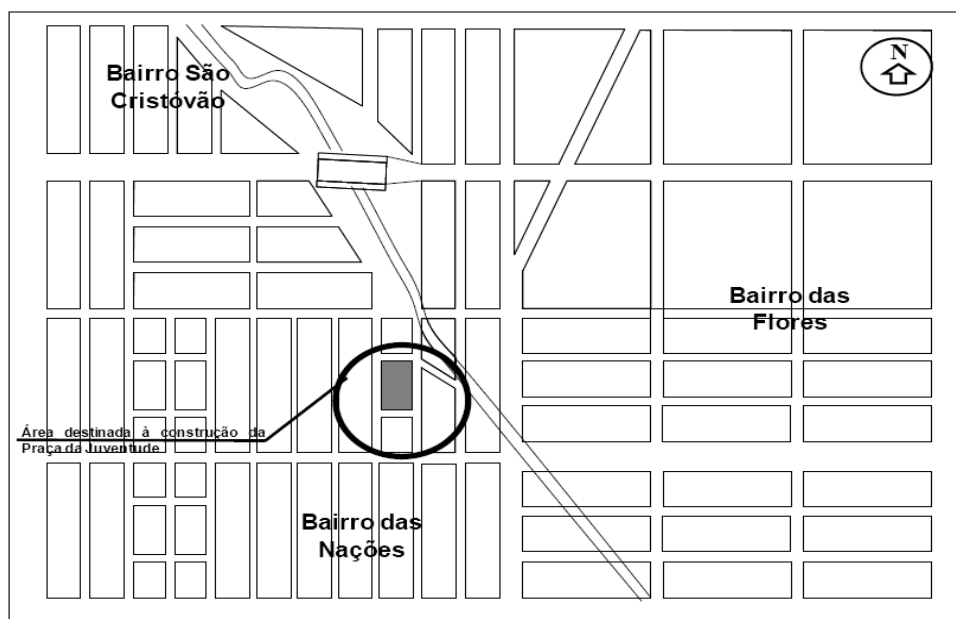 Bairro São
Cristóvão
N
Bairro das
Flores
Área destinada à construção da
Praça da Juventude
Bairro das
Nações